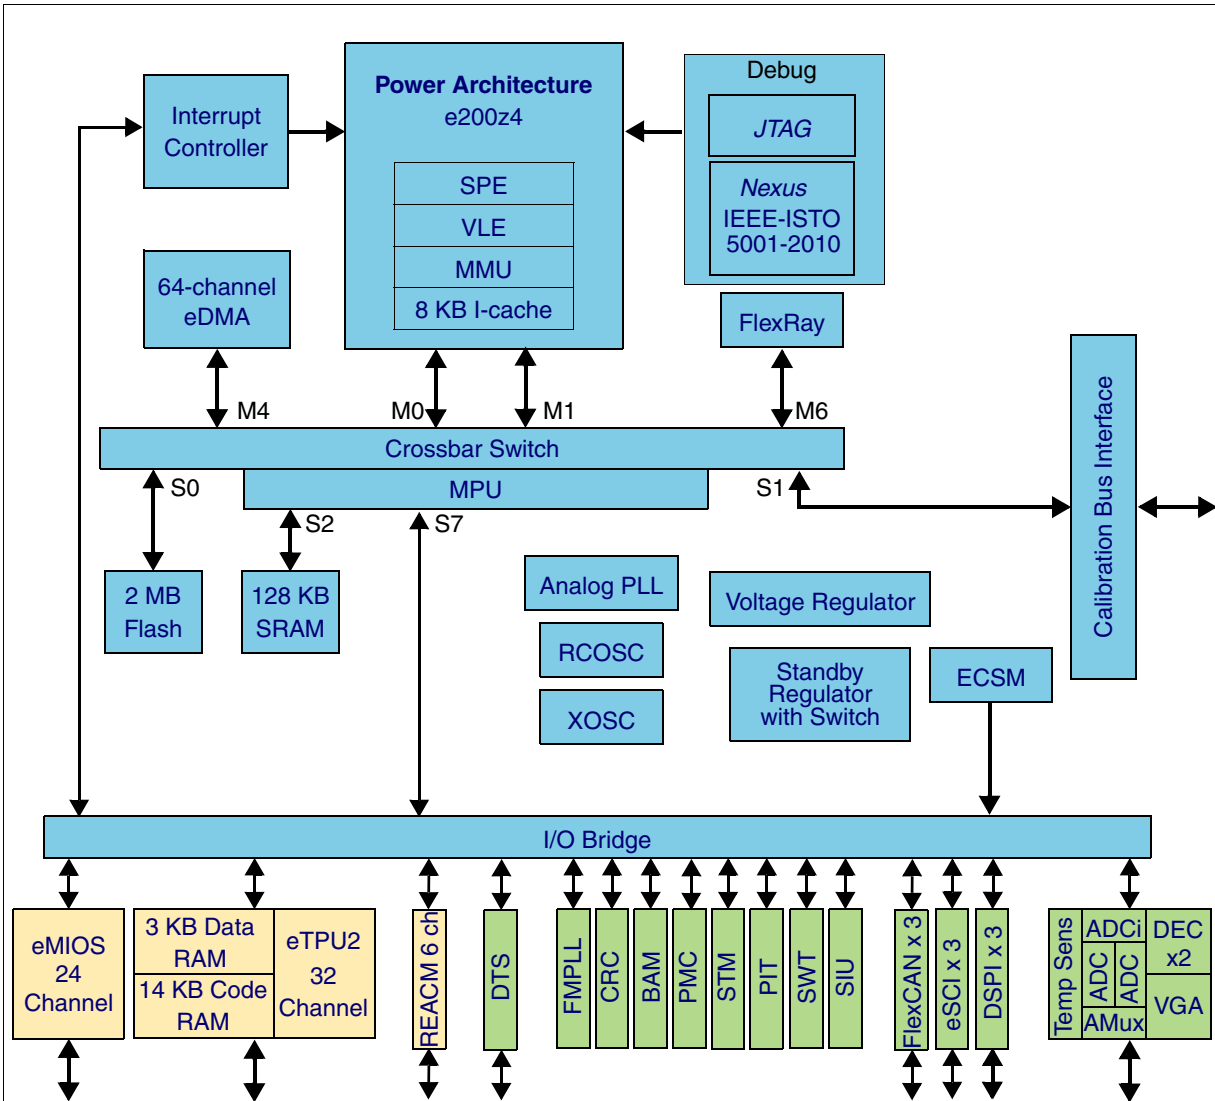 Power Architecture
e200z4
SPE
VLE
MMU
8 KB I-cache
Interrupt
Controller
Debug
JTAG
Nexus
IEEE-ISTO
5001-2010
64-channel
eDMA
FlexRay
M4
M0
M1
M6
Crossbar Switch
MPU
S0
S2
S7
S1
Calibration Bus Interface
2 MB
Flash
128 KB
SRAM
Analog PLL
RCOSC
XOSC
Voltage Regulator
Standby
Regulator
with Switch
ECSM
I/O Bridge
eMIOS
24
Channel
3 KB Data
RAM
14 KB Code
RAM
eTPU2
32
Channel
REACM 6 ch
DTS
FMPLL
CRC
BAM
PMC
STM
PIT
SWT
SIU
FlexCAN x 3
eSCI x 3
DSPI x 3
Temp Sens
ADCi
ADC
ADC
AMux
DEC
x2
VGA